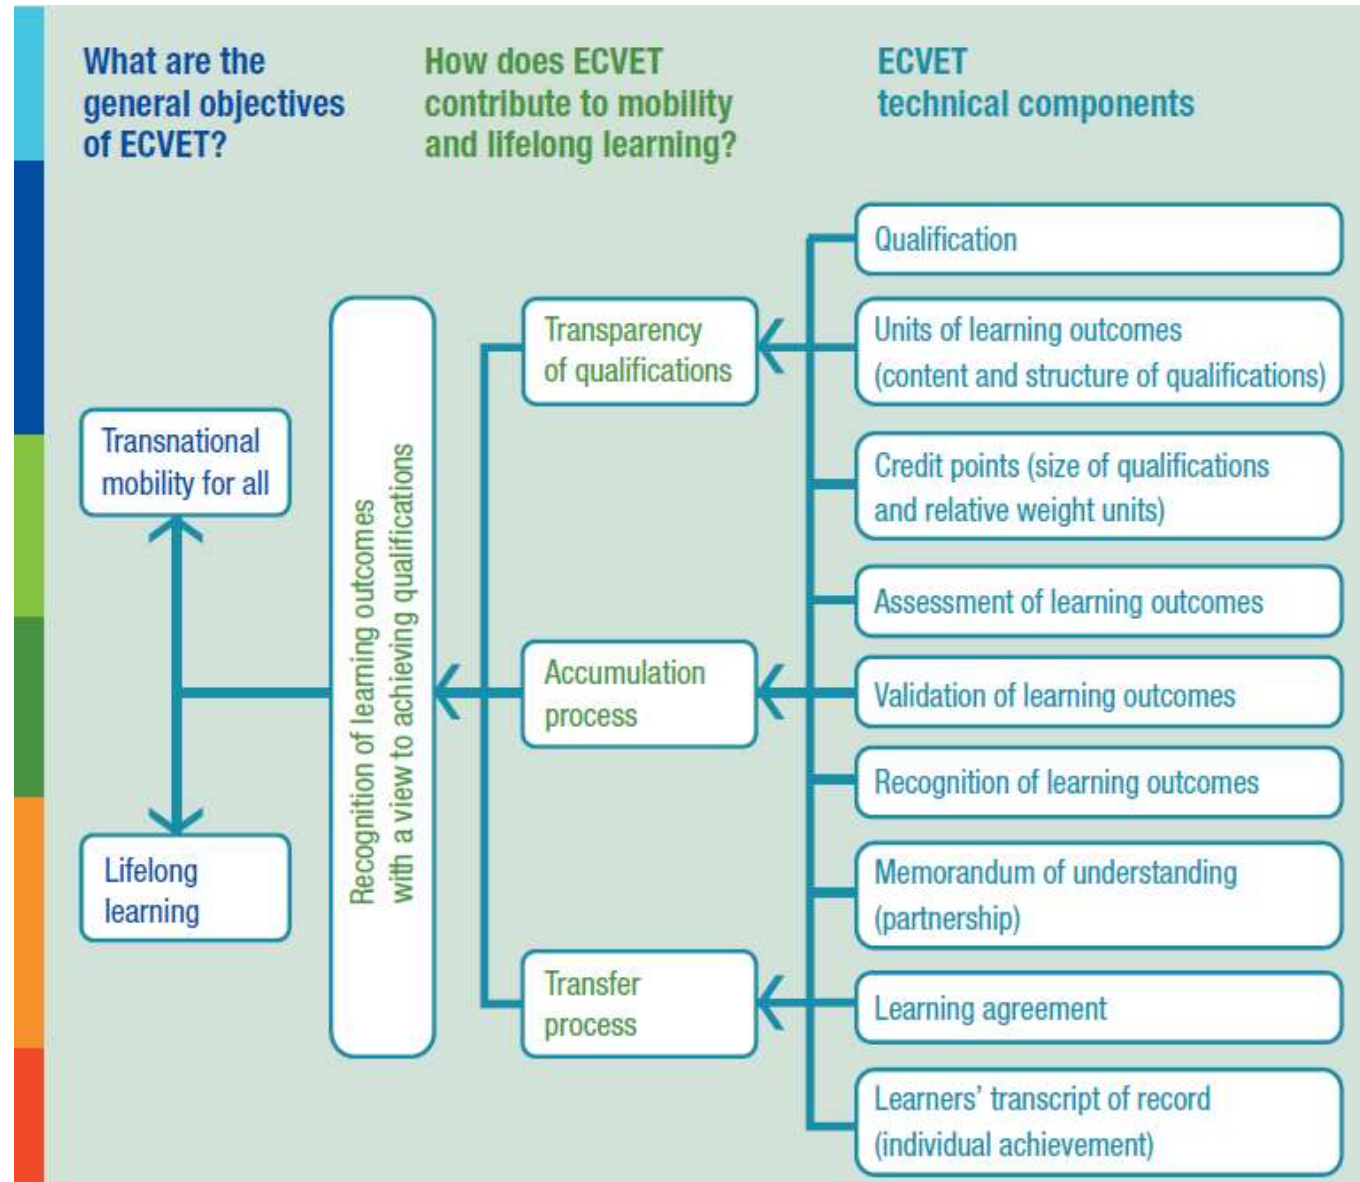 What are the
general objectives
of ECVET?
How does ECVET
contribute to mobility
and lifelong learning?
ECVET
technical components
Transnational
mobility for all
Lifelong
learning
Recognition of learning outcomes
with a view to achieving qualifications
Transparency
of qualifications
Accumulation
process
Transfer
process
Qualification
Units of learning outcomes
(content and structure of qualifications)
Credit points (size of qualifications
and relative weight units)
Assessment of learning outcomes
Validation of learning outcomes
Recognition of learning outcomes
Memorandum of understanding
(partnership)
Learning agreement
Learners’ transcript of record
(individual achievement)